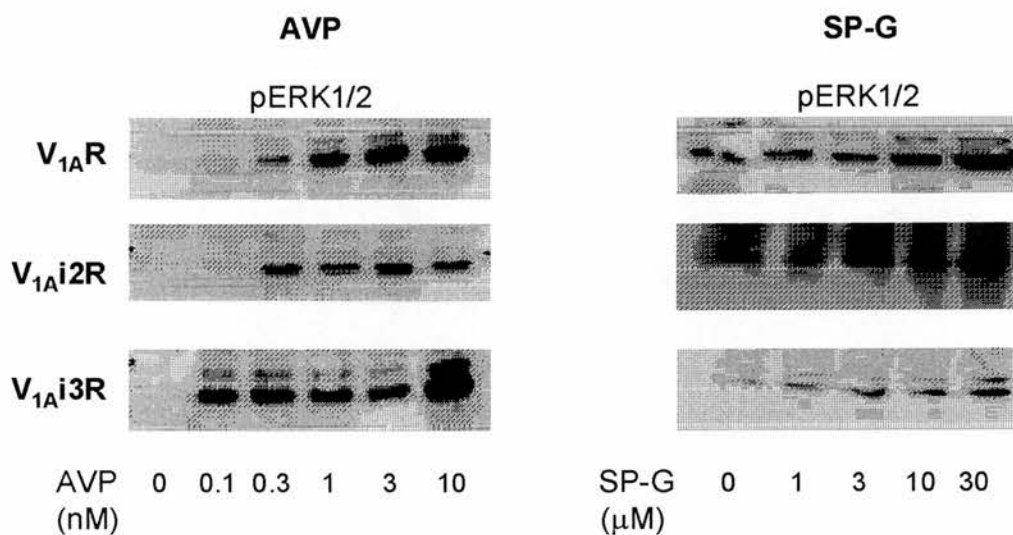 AVP
SP-G
pERK1/2
pERK1/2
V1AR
V1Ai2R
V1Ai3R
AVP 0 0.1 0.3 1 3 10
(nM)
SP-G 0 1 3 10 30
(μM)